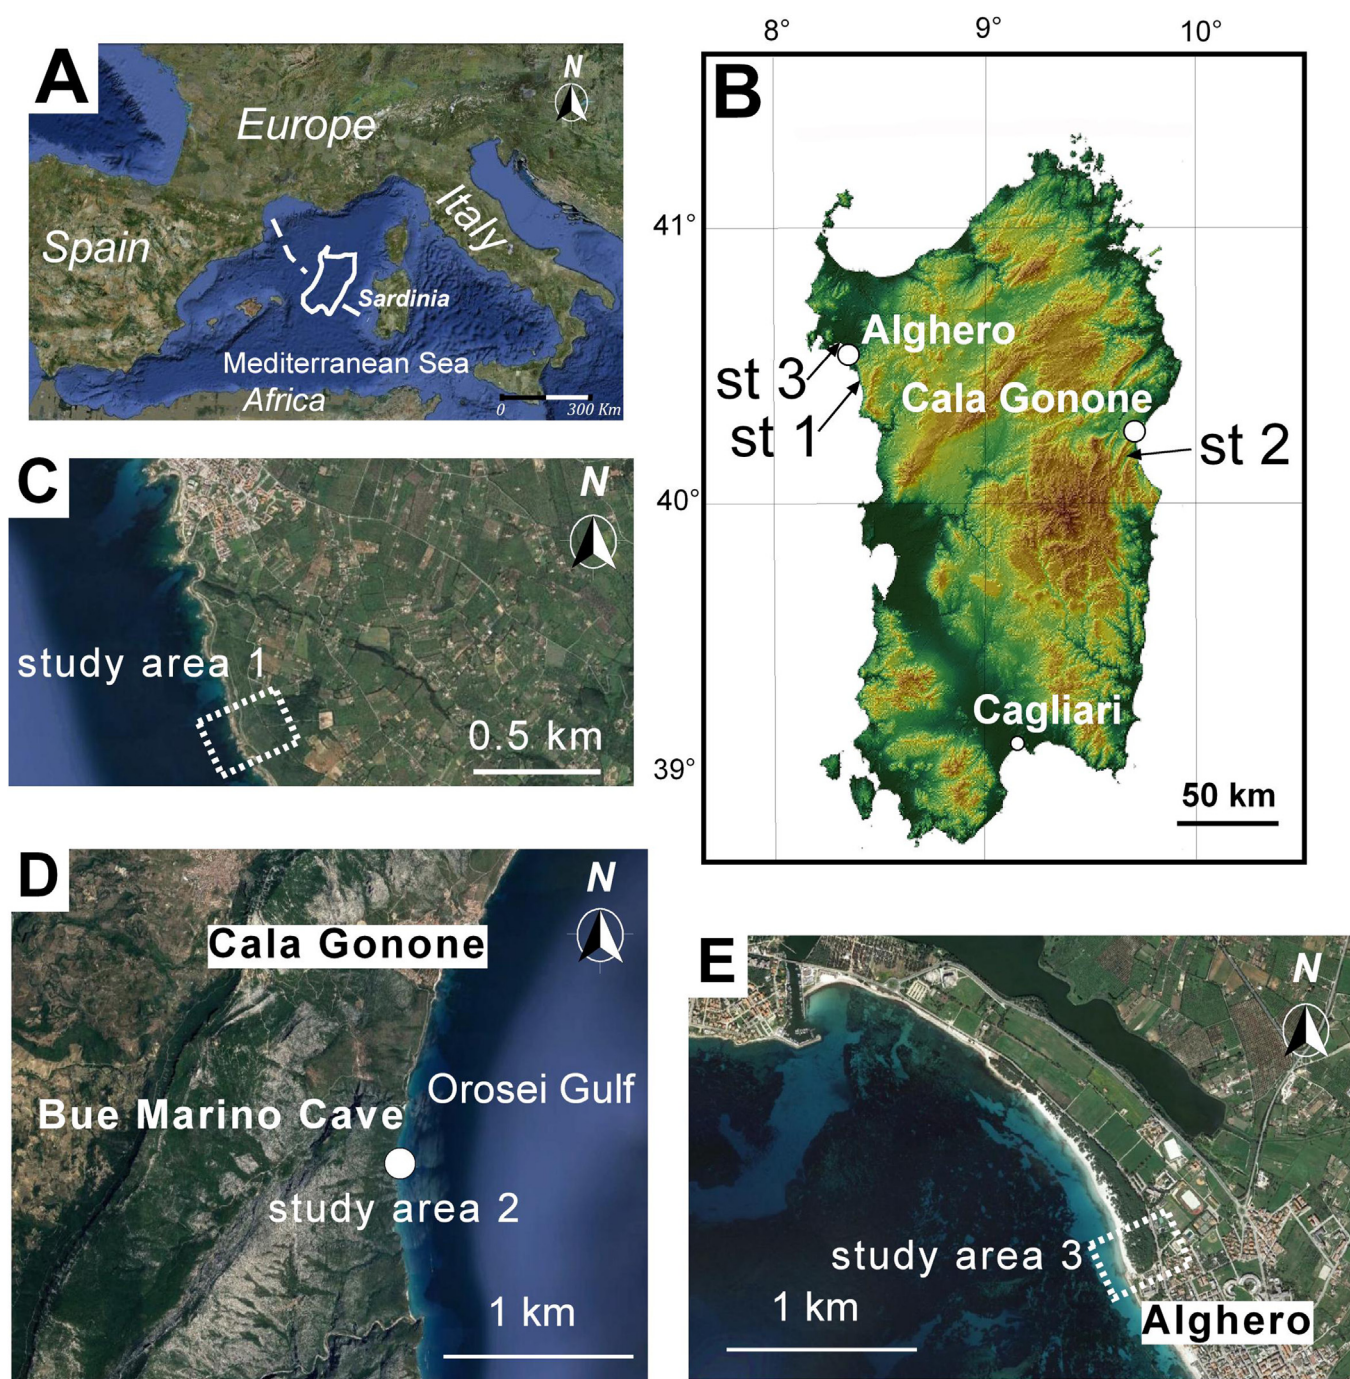 A
N
Europe
Italy
Spain
Sardinia
Mediterranean Sea
Africa
0 300 Km
8° 9° 10°
B
41°
40°
39°
Alghero
st 3
Cala Gonone
st 1
st 2
Cagliari
50 km
C
N
study area 1
0.5 km
D
N
Cala Gonone
Orosei Gulf
Bue Marino Cave
study area 2
1 km
E
N
study area 3
1 km
Alghero